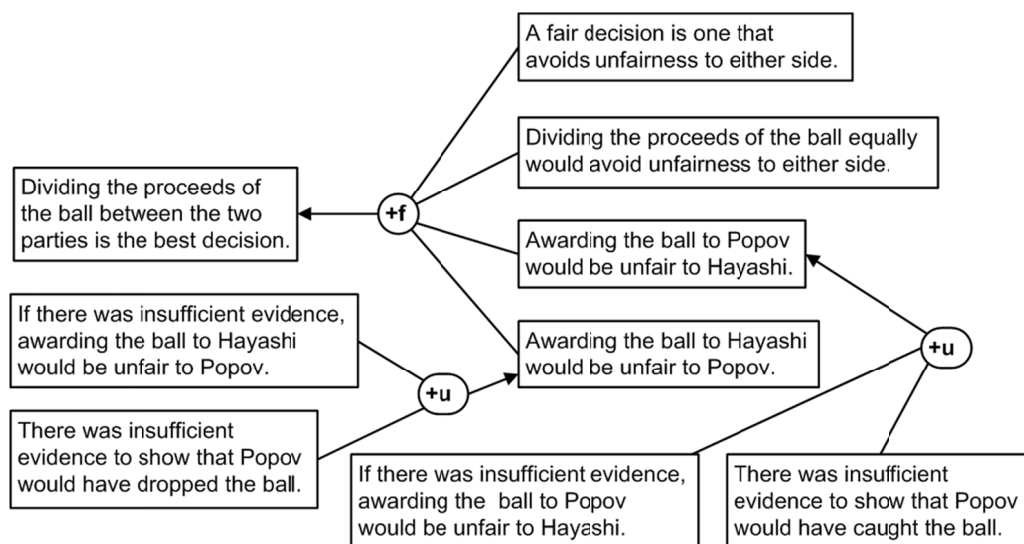 A fair decision is one that
avoids unfairness to either side.
Dividing the proceeds of the ball equally
would avoid unfairness to either side.
Dividing the proceeds of
the ball between the two
parties is the best decision.
+f
Awarding the ball to Popov
would be unfair to Hayashi.
If there was insufficient evidence,
awarding the ball to Hayashi
would be unfair to Popov.
Awarding the ball to Hayashi
would be unfair to Popov.
+u
+u
There was insufficient
evidence to show that Popov
would have dropped the ball.
If there was insufficient evidence,
awarding the ball to Popov
would be unfair to Hayashi.
There was insufficient
evidence to show that Popov
would have caught the ball.